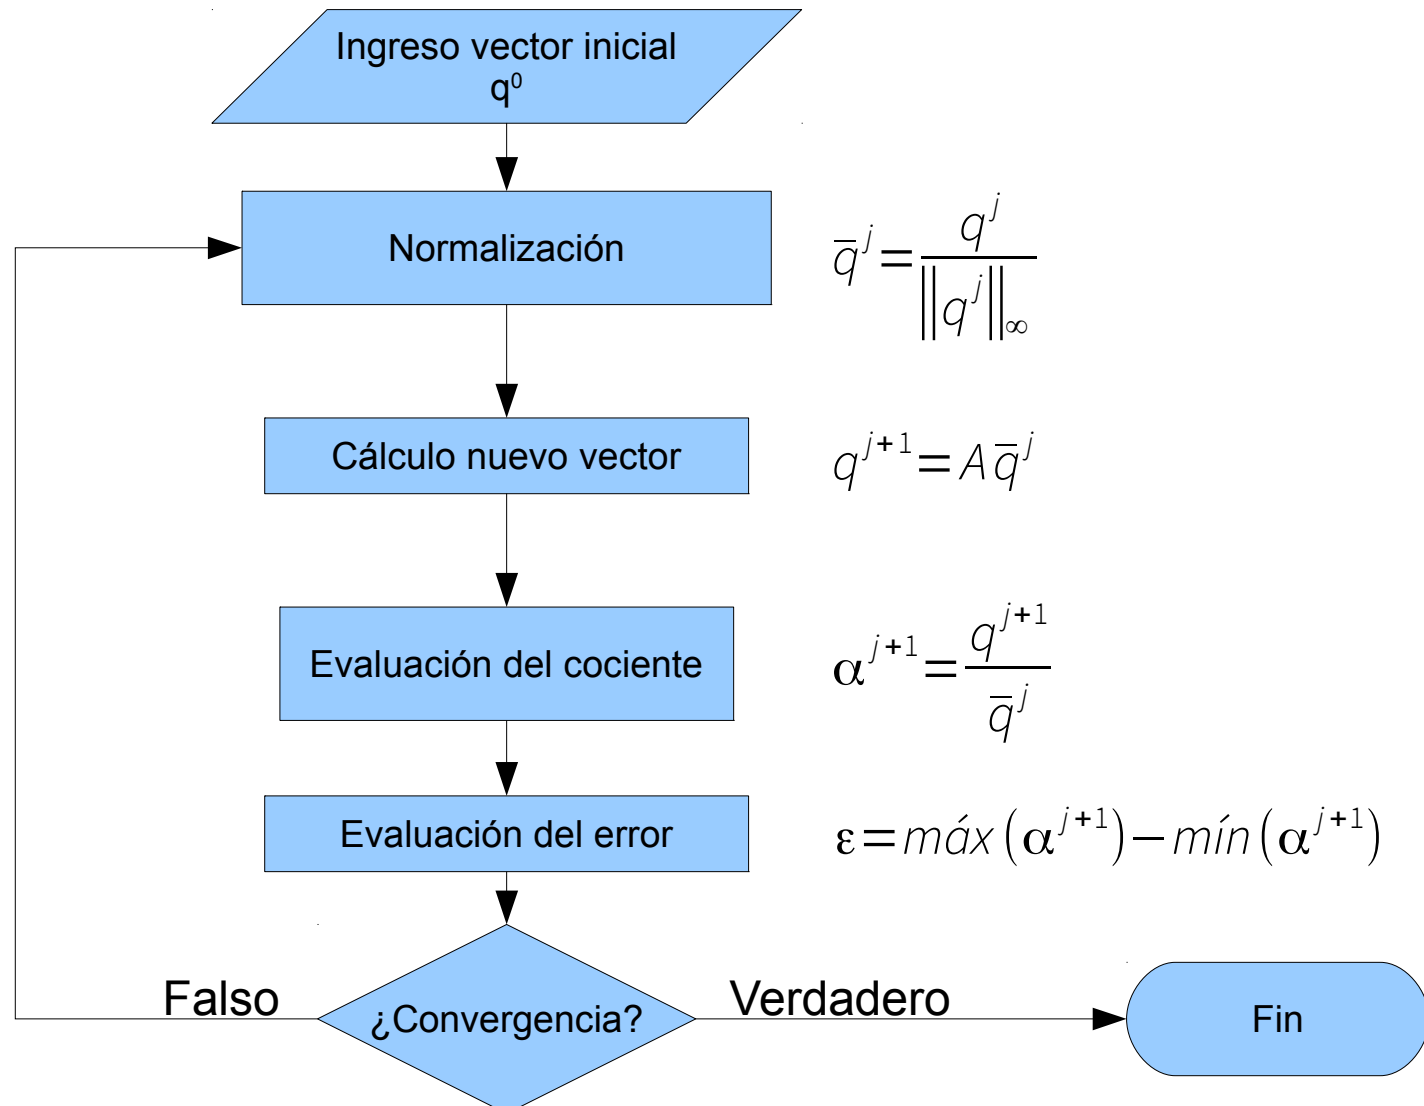 Ingreso vector inicial
q⁰
Normalización
q̅ʲ = qʲ / ‖qʲ‖∞
Cálculo nuevo vector
qʲ⁺¹ = A q̅ʲ
Evaluación del cociente
αʲ⁺¹ = qʲ⁺¹ / q̅ʲ
Evaluación del error
ε = máx(αʲ⁺¹) − mín(αʲ⁺¹)
Falso
¿Convergencia?
Verdadero
Fin